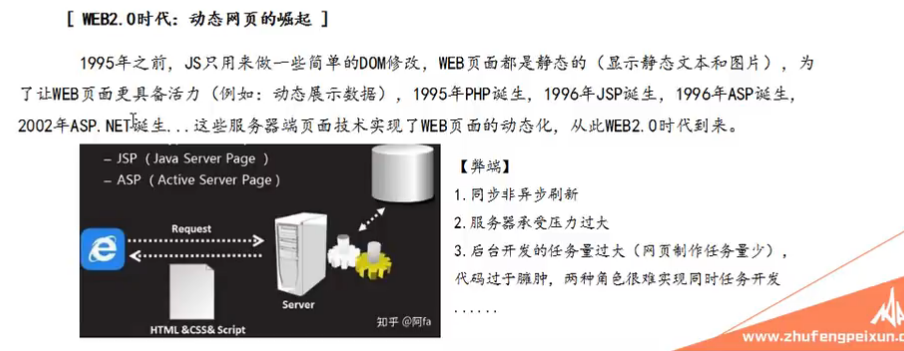 [ WEB2.0时代：动态网页的崛起 ]
1995年之前，JS只用来做一些简单的DOM修改，WEB页面都是静态的（显示静态文本和图片），为
了让WEB页面更具备活力（例如：动态展示数据），1995年PHP诞生，1996年JSP诞生，1996年ASP诞生，
2002年ASP.NET诞生...这些服务器端页面技术实现了WEB页面的动态化，从此WEB2.0时代到来。
– JSP （Java Server Page ）
– ASP （Active Server Page）
Request
Server
HTML &CSS& Script
知乎 @阿fa
【弊端】
1.同步非异步刷新
2.服务器承受压力过大
3.后台开发的任务量过大（网页制作任务量少），
代码过于臃肿，两种角色很难实现同时任务开发
......
www.zhufengpeixun.c